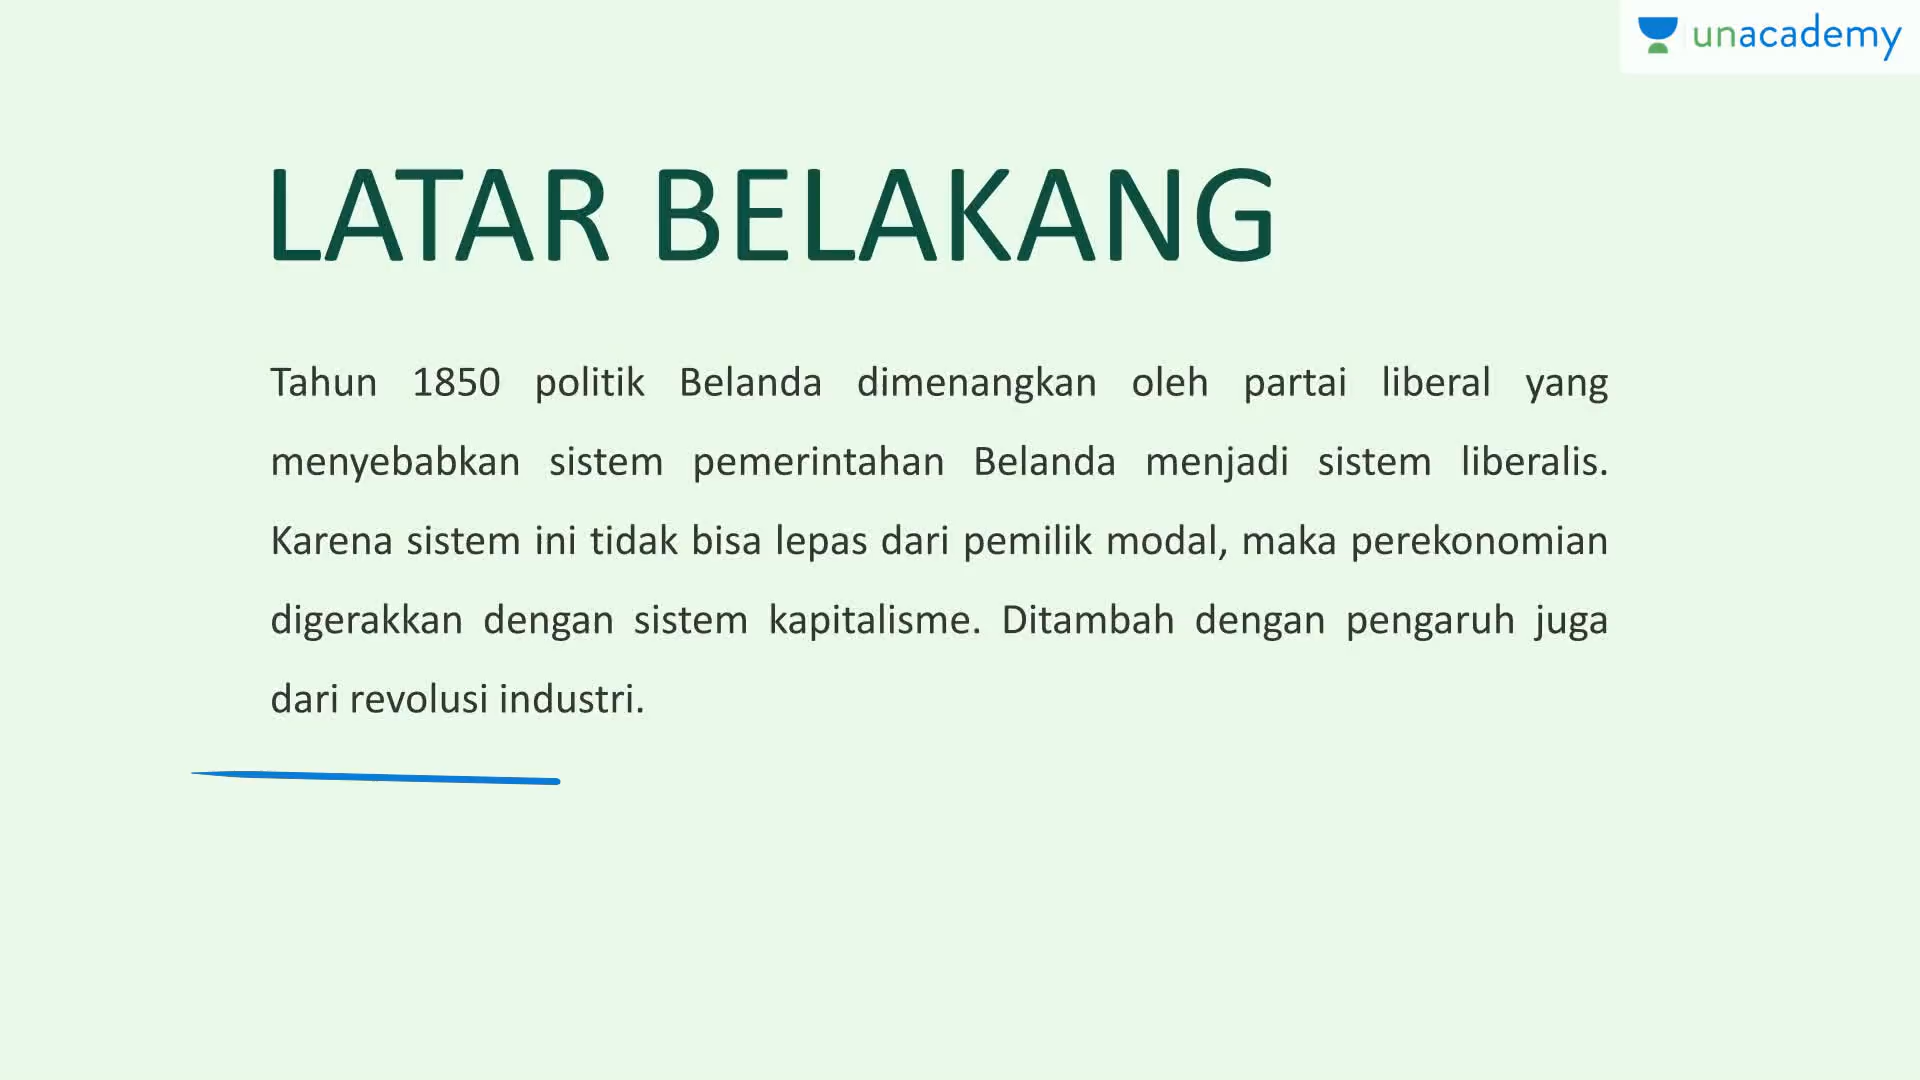 unacademy
LATAR BELAKANG
Tahun 1850 politik Belanda dimenangkan oleh partai liberal yang
menyebabkan sistem pemerintahan Belanda menjadi sistem liberalis.
Karena sistem ini tidak bisa lepas dari pemilik modal, maka perekonomian
digerakkan dengan sistem kapitalisme. Ditambah dengan pengaruh juga
dari revolusi industri.